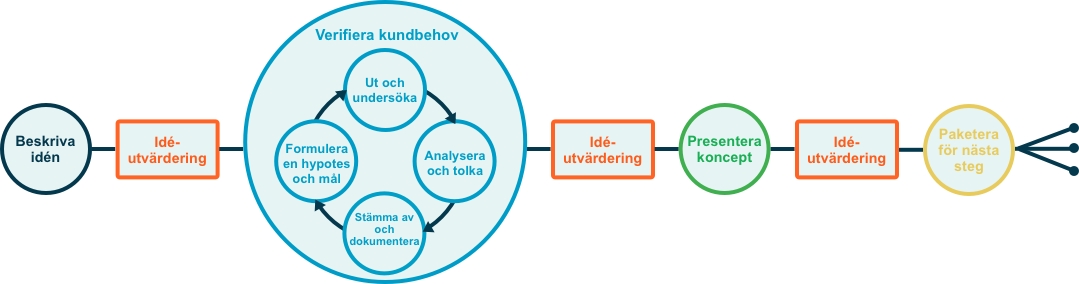 Beskriva
idén
Idé-
utvärdering
Verifiera kundbehov
Ut och
undersöka
Analysera
och tolka
Stämma av
och
dokumentera
Formulera
en hypotes
och mål
Idé-
utvärdering
Presentera
koncept
Idé-
utvärdering
Paketera
för nästa
steg